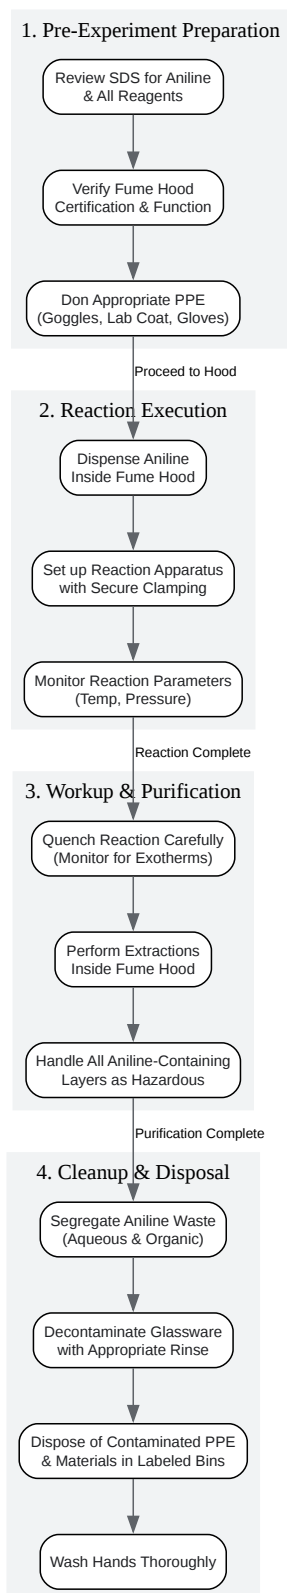 1. Pre-Experiment Preparation
Review SDS for Aniline
& All Reagents
Verify Fume Hood
Certification & Function
Don Appropriate PPE
(Goggles, Lab Coat, Gloves)
Proceed to Hood
2. Reaction Execution
Dispense Aniline
Inside Fume Hood
Set up Reaction Apparatus
with Secure Clamping
Monitor Reaction Parameters
(Temp, Pressure)
Reaction Complete
3. Workup & Purification
Quench Reaction Carefully
(Monitor for Exotherms)
Perform Extractions
Inside Fume Hood
Handle All Aniline-Containing
Layers as Hazardous
Purification Complete
4. Cleanup & Disposal
Segregate Aniline Waste
(Aqueous & Organic)
Decontaminate Glassware
with Appropriate Rinse
Dispose of Contaminated PPE
& Materials in Labeled Bins
Wash Hands Thoroughly